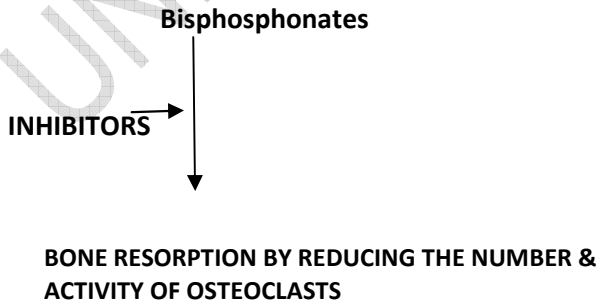 Bisphosphonates
INHIBITORS
BONE RESORPTION BY REDUCING THE NUMBER &
ACTIVITY OF OSTEOCLASTS